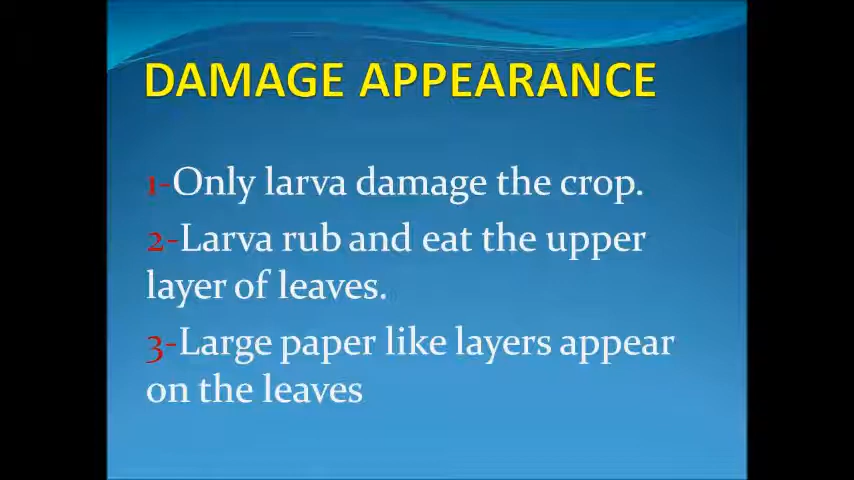 DAMAGE APPEARANCE
1-Only larva damage the crop.
2-Larva rub and eat the upper
layer of leaves.
3-Large paper like layers appear
on the leaves